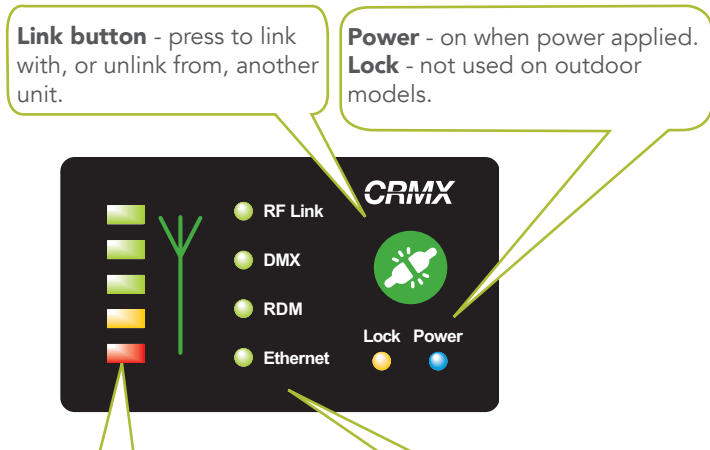 Link button - press to link
with, or unlink from, another
unit.
Power - on when power applied.
Lock - not used on outdoor
models.
CRMX
RF Link
DMX
RDM
Ethernet
Lock Power